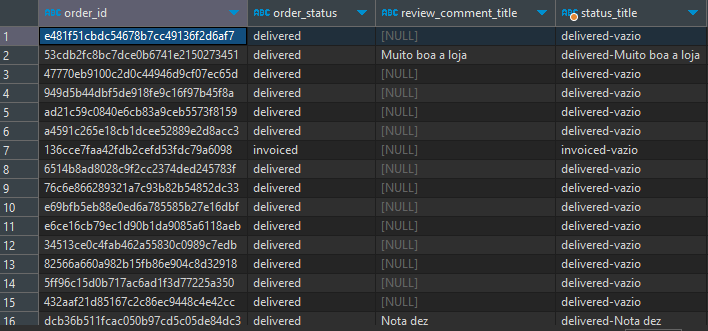 ABC order_id ABC order_status ABC review_comment_title ABC status_title
1 e481f51cbdc54678b7cc49136f2d6af7 delivered [NULL] delivered-vazio
2 53cdb2fc8bc7dce0b6741e2150273451 delivered Muito boa a loja delivered-Muito boa a loja
3 47770eb9100c2d0c44946d9cf07ec65d delivered [NULL] delivered-vazio
4 949d5b44dbf5de918fe9c16f97b45f8a delivered [NULL] delivered-vazio
5 ad21c59c0840e6cb83a9ceb5573f8159 delivered [NULL] delivered-vazio
6 a4591c265e18cb1dcee52889e2d8acc3 delivered [NULL] delivered-vazio
7 136cce7faa42fdb2cefd53fdc79a6098 invoiced [NULL] invoiced-vazio
8 6514b8ad8028c9f2cc2374ded245783f delivered [NULL] delivered-vazio
9 76c6e866289321a7c93b82b54852dc33 delivered [NULL] delivered-vazio
10 e69bfb5eb88e0ed6a785585b27e16dbf delivered [NULL] delivered-vazio
11 e6ce16cb79ec1d90b1da9085a6118aeb delivered [NULL] delivered-vazio
12 34513ce0c4fab462a55830c0989c7edb delivered [NULL] delivered-vazio
13 82566a660a982b15fb86e904c8d32918 delivered [NULL] delivered-vazio
14 5ff96c15d0b717ac6ad1f3d77225a350 delivered [NULL] delivered-vazio
15 432aaf21d85167c2c86ec9448c4e42cc delivered [NULL] delivered-vazio
16 dcb36b511fcac050b97cd5c05de84dc3 delivered Nota dez delivered-Nota dez